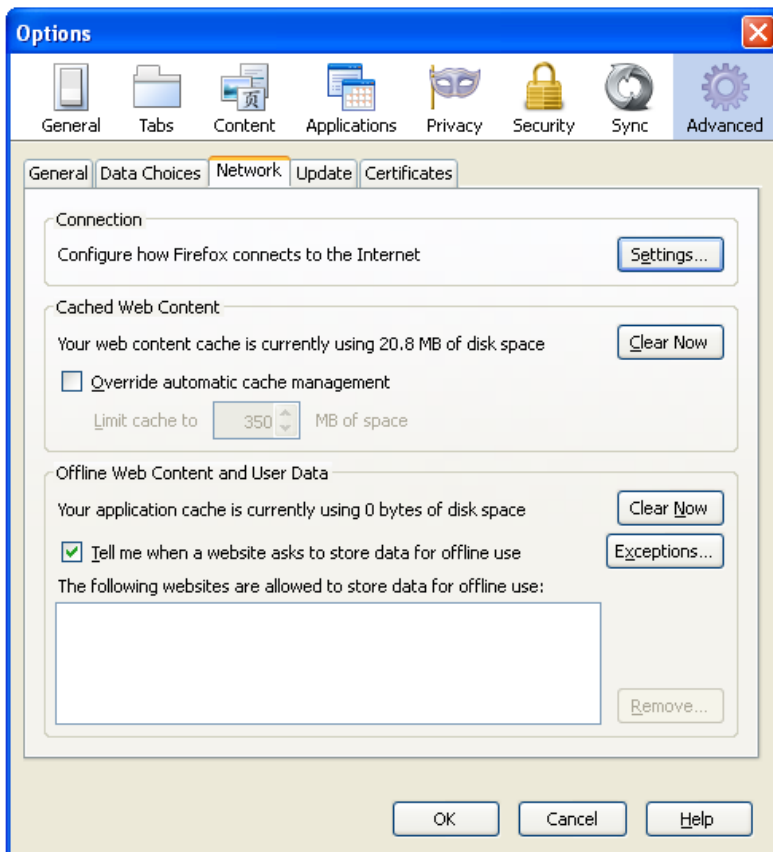 Options
General Tabs Content Applications Privacy Security Sync Advanced
General Data Choices Network Update Certificates
Connection
Configure how Firefox connects to the Internet Settings...
Cached Web Content
Your web content cache is currently using 20.8 MB of disk space Clear Now
Override automatic cache management
Limit cache to 350 MB of space
Offline Web Content and User Data
Your application cache is currently using 0 bytes of disk space Clear Now
Tell me when a website asks to store data for offline use Exceptions...
The following websites are allowed to store data for offline use:
Remove...
OK Cancel Help
页